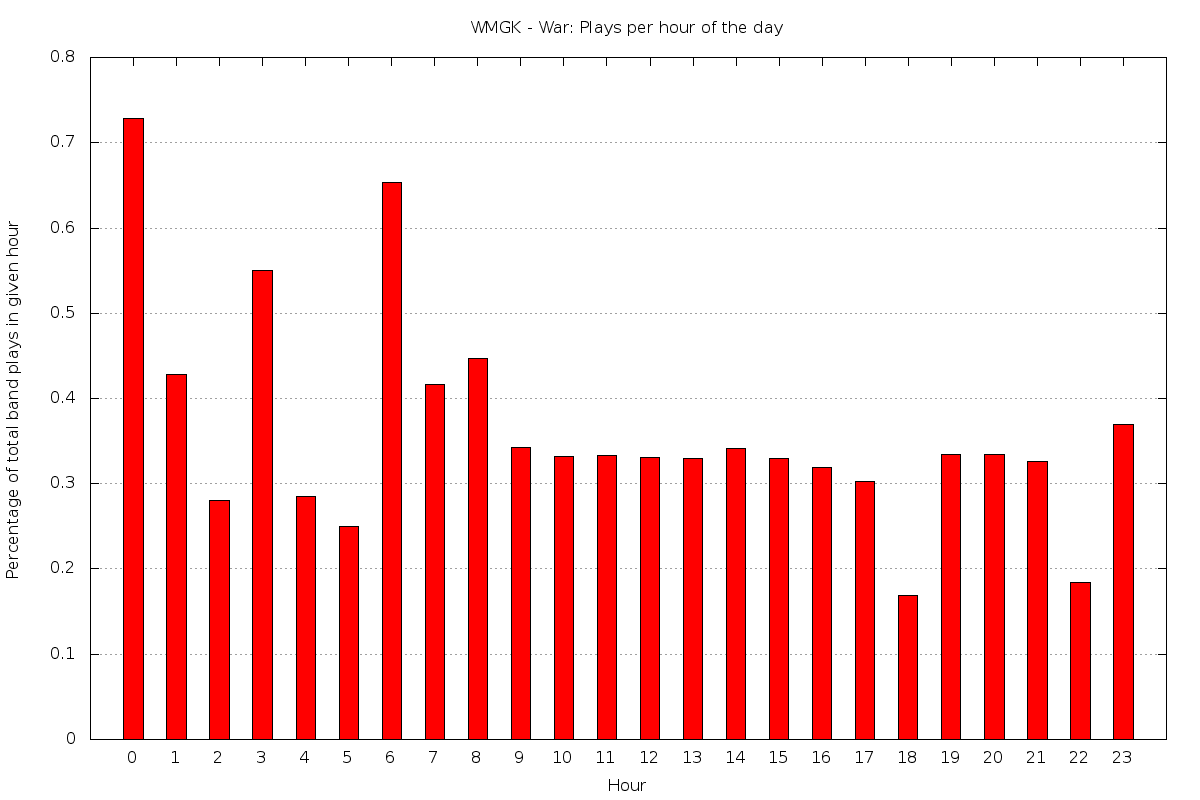 WMGK - War: Plays per hour of the day
Percentage of total band plays in given hour
0.8
0.7
0.6
0.5
0.4
0.3
0.2
0.1
0
0 1 2 3 4 5 6 7 8 9 10 11 12 13 14 15 16 17 18 19 20 21 22 23
Hour